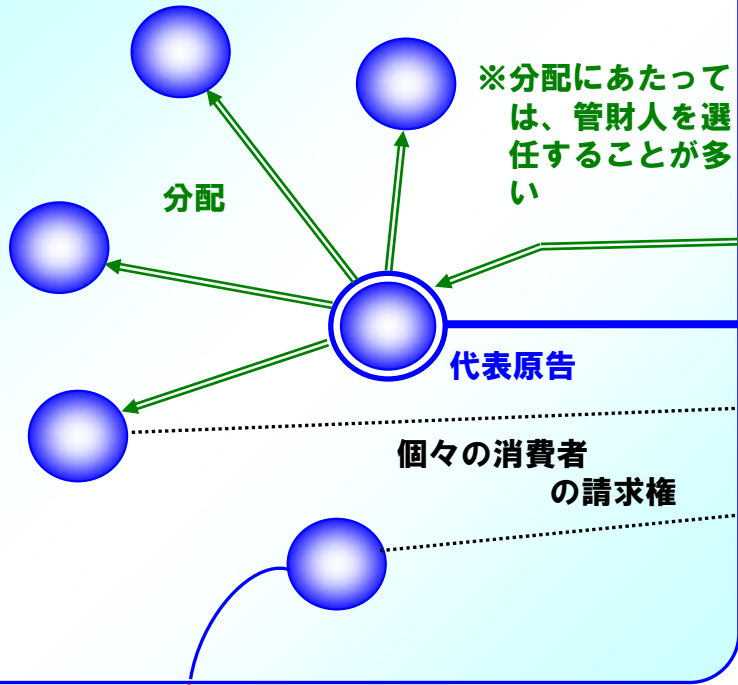 ※分配にあたって
は、管財人を選
任することが多
い
分配
代表原告
個々の消費者
の請求権